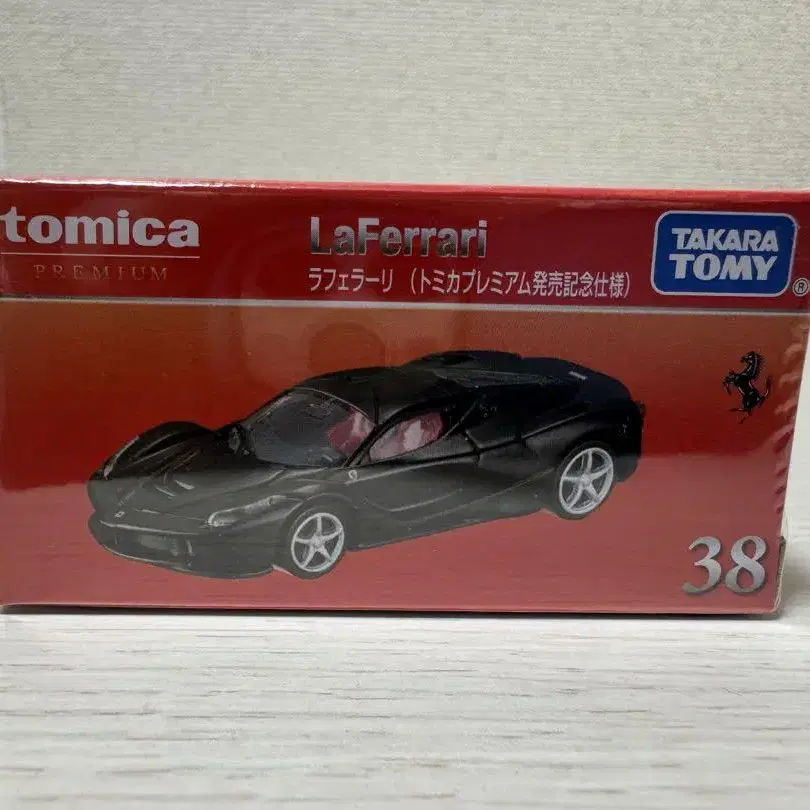 tomica
PREMIUM
LaFerrari
ラフェラーリ （トミカプレミアム発売記念仕様）
TAKARA
TOMY
®
38